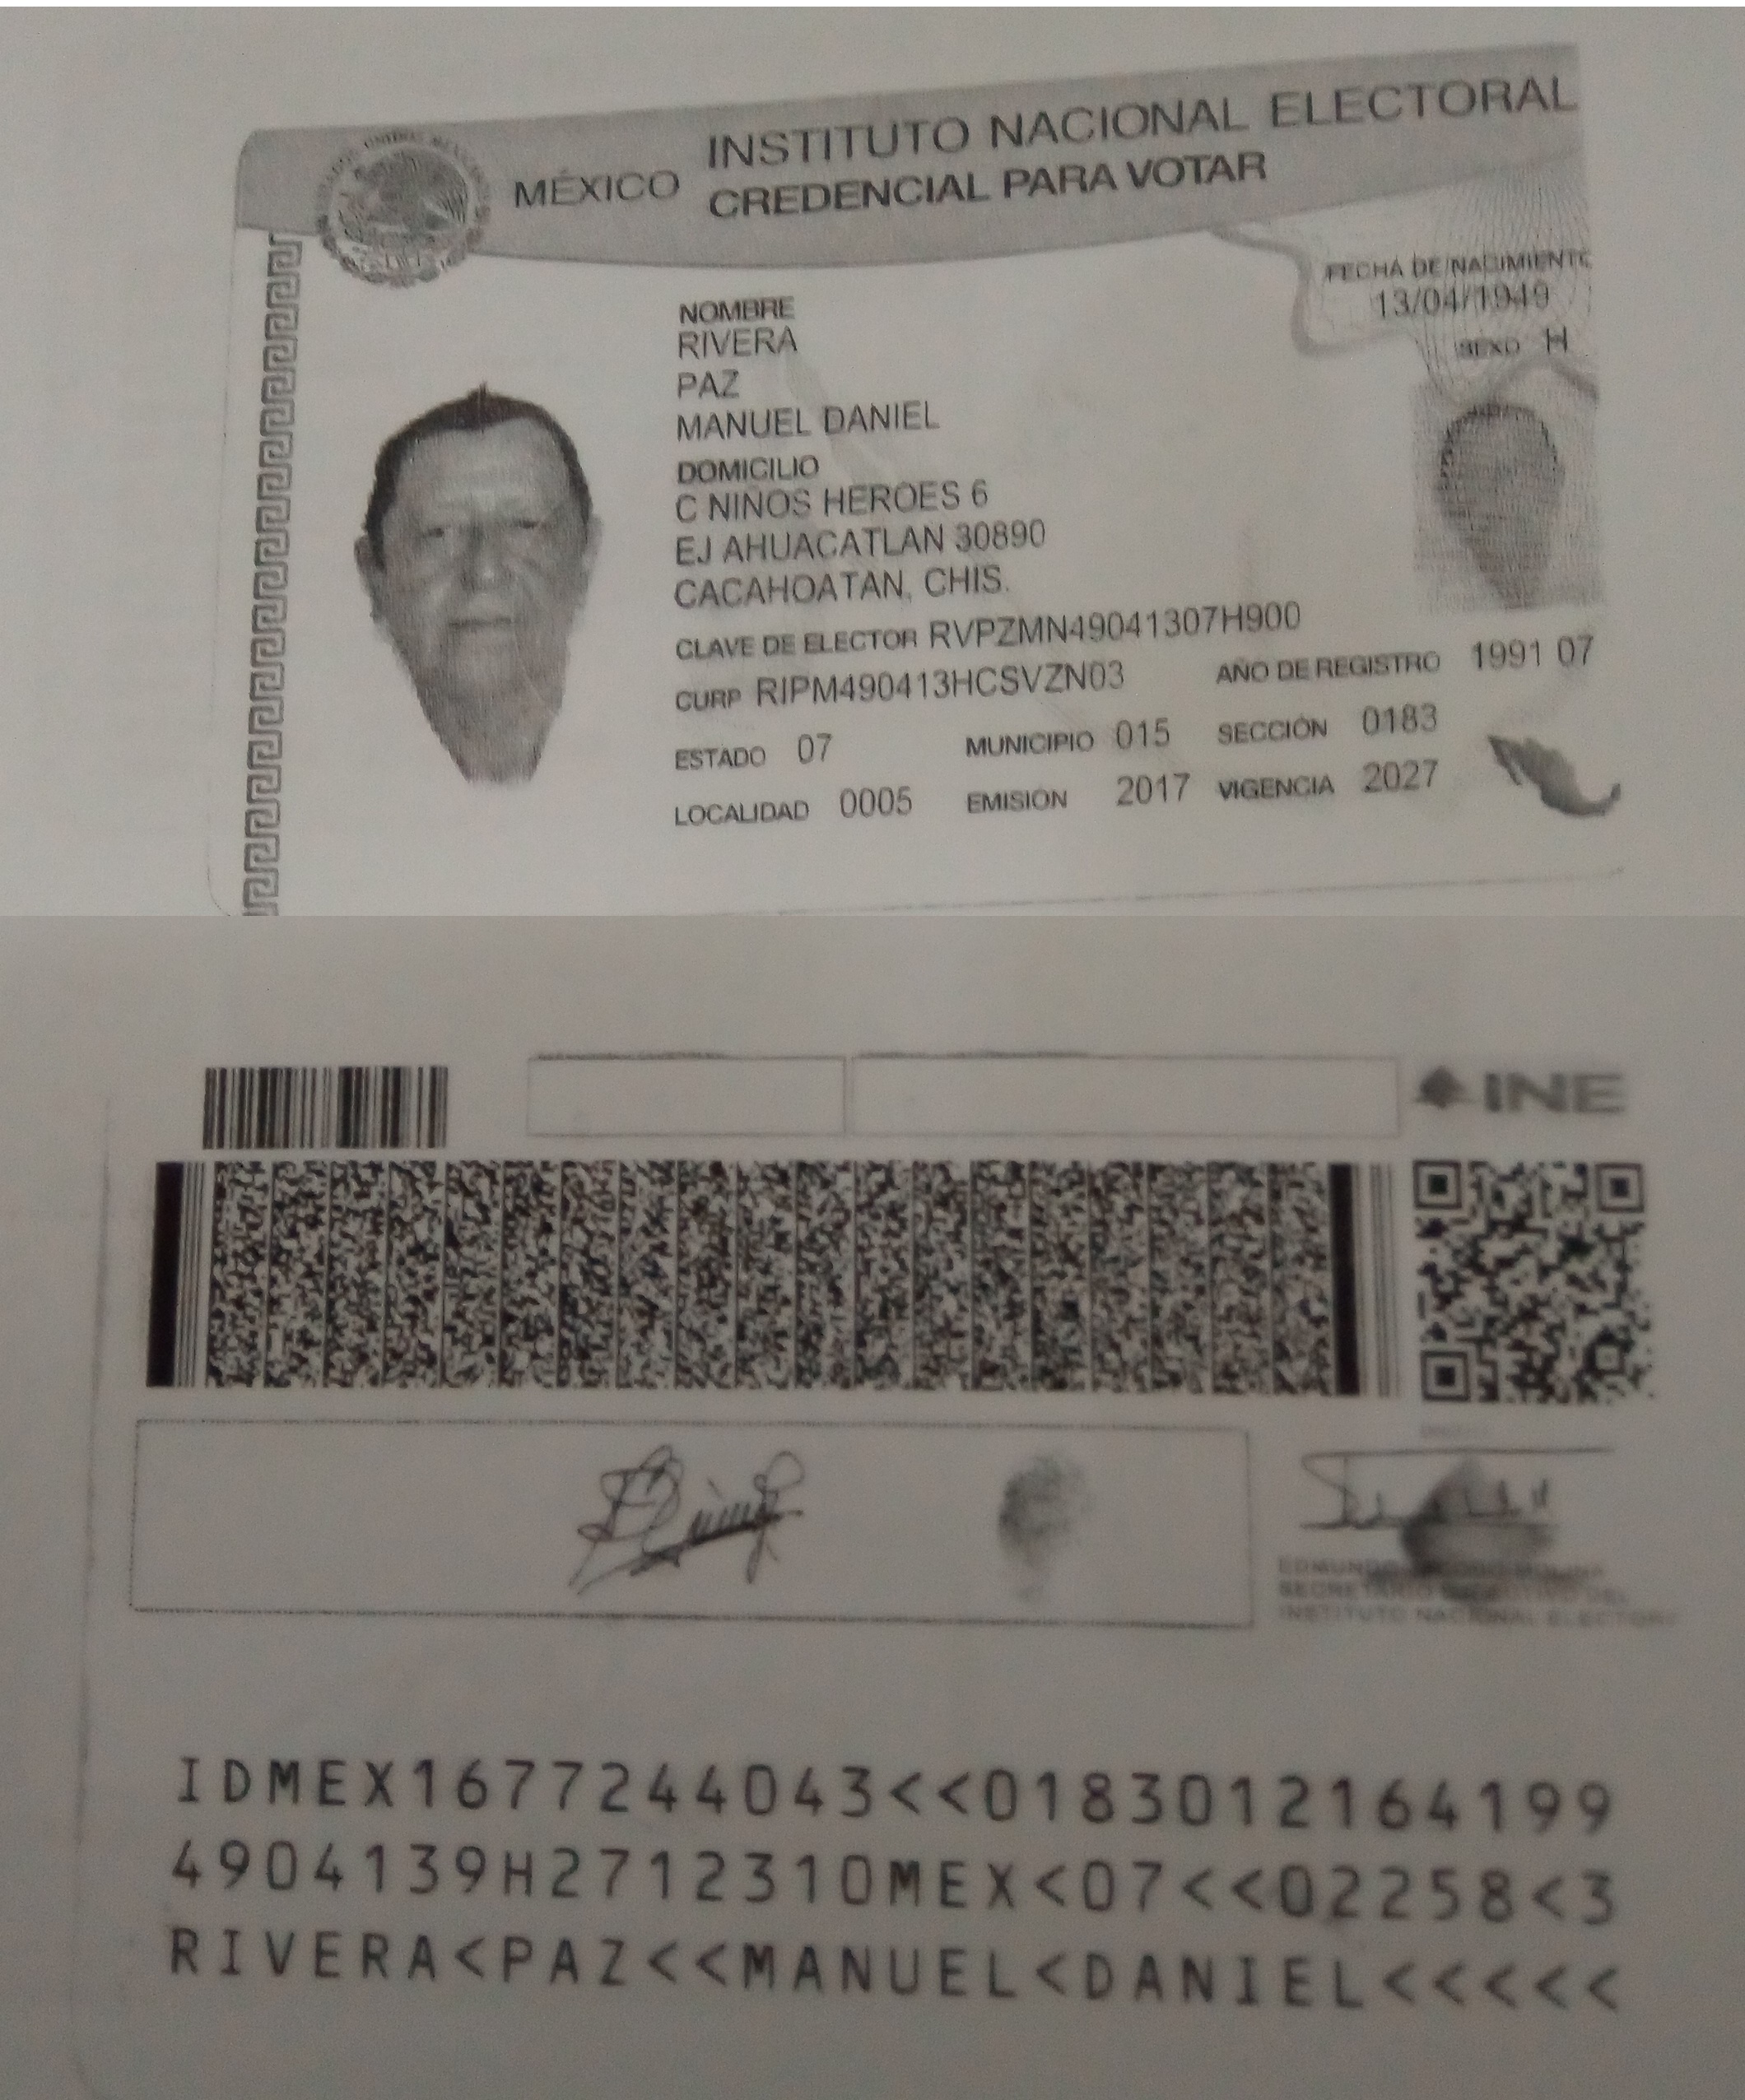 MÉXICO INSTITUTO NACIONAL ELECTORAL
CREDENCIAL PARA VOTAR
FECHA DE NACIMIENTO
13/04/1949
SEXO H
NOMBRE
RIVERA
PAZ
MANUEL DANIEL
DOMICILIO
C NIÑOS HEROES 6
EJ AHUACATLAN 30890
CACAHOATAN, CHIS.
CLAVE DE ELECTOR RVPZMN49041307H900
CURP RIPM490413HCSVZN03 AÑO DE REGISTRO 1991 07
ESTADO 07 MUNICIPIO 015 SECCIÓN 0183
LOCALIDAD 0005 EMISIÓN 2017 VIGENCIA 2027
INE
EDMUNDO MOLINA
SECRETARIO EJECUTIVO DEL
INSTITUTO NACIONAL ELECTORAL
IDMEX1677244043<<0183012164199
4904139H2712310MEX<07<<02258<3
RIVERA<PAZ<<MANUEL<DANIEL<<<<<